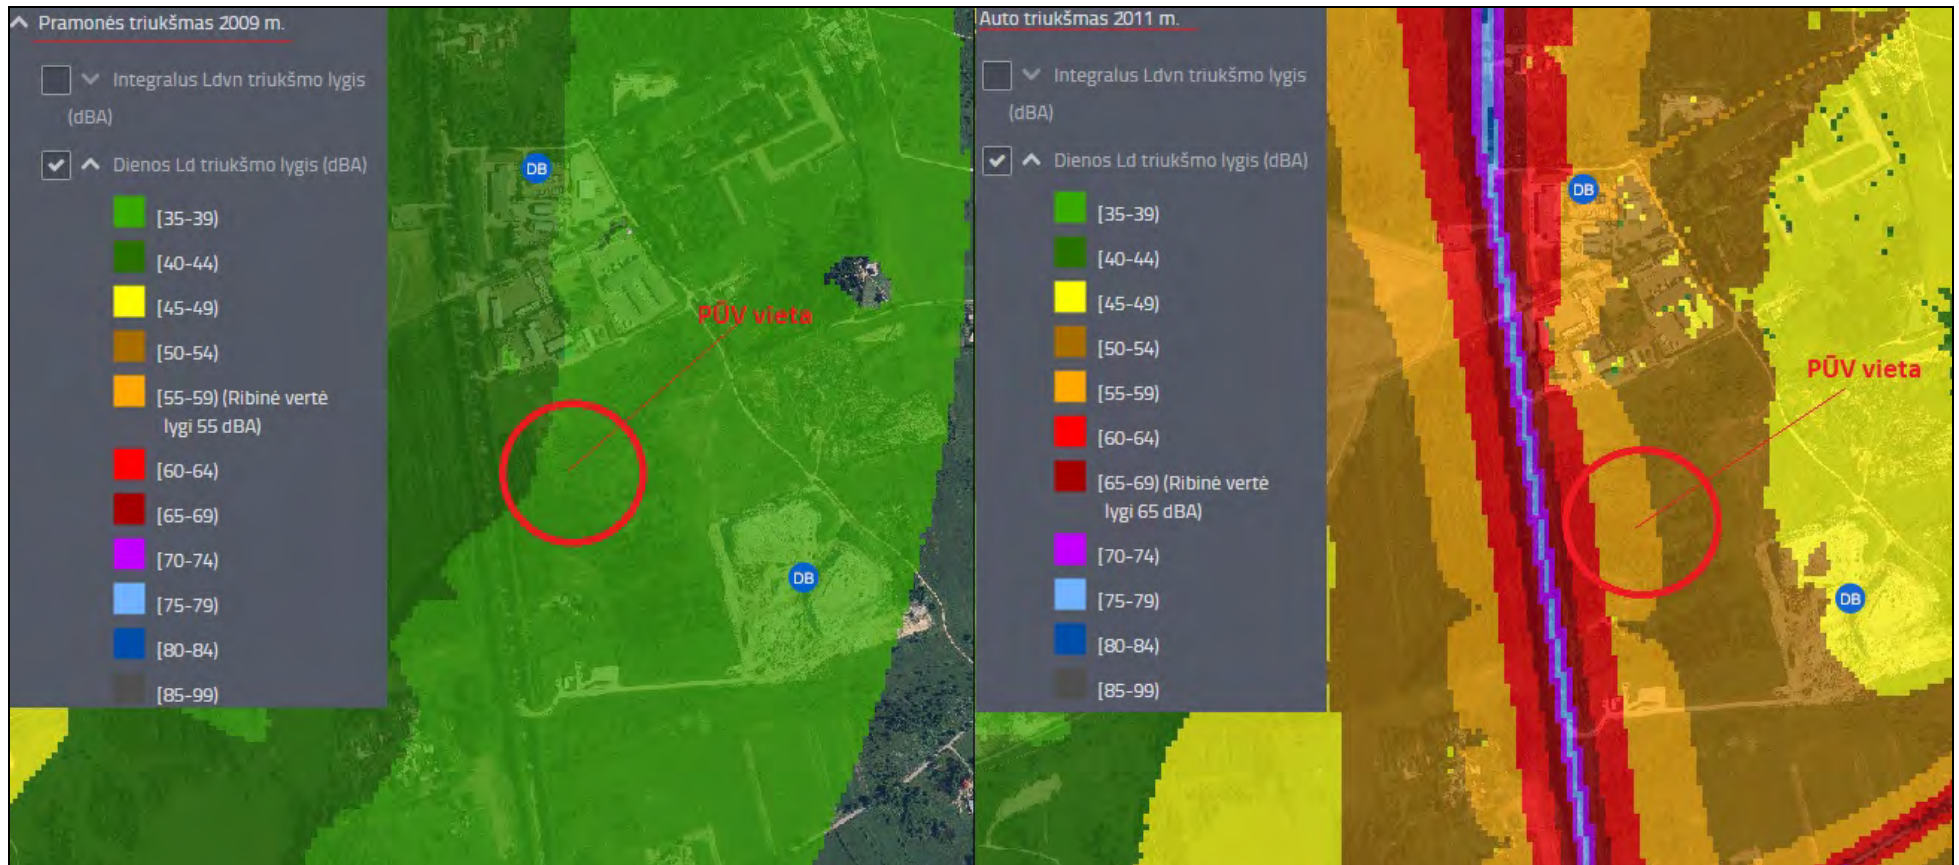 Pramonės triukšmas 2009 m.
Integralus Ldvn triukšmo lygis
(dBA)
Dienos Ld triukšmo lygis (dBA)
[35-39)
[40-44)
[45-49)
[50-54)
[55-59) (Ribinė vertė
lygi 55 dBA)
[60-64)
[65-69)
[70-74)
[75-79)
[80-84)
[85-99)
DB
PŪV vieta
DB
Auto triukšmas 2011 m.
Integralus Ldvn triukšmo lygis
(dBA)
Dienos Ld triukšmo lygis (dBA)
[35-39)
[40-44)
[45-49)
[50-54)
[55-59)
[60-64)
[65-69) (Ribinė vertė
lygi 65 dBA)
[70-74)
[75-79)
[80-84)
[85-99)
DB
PŪV vieta
DB